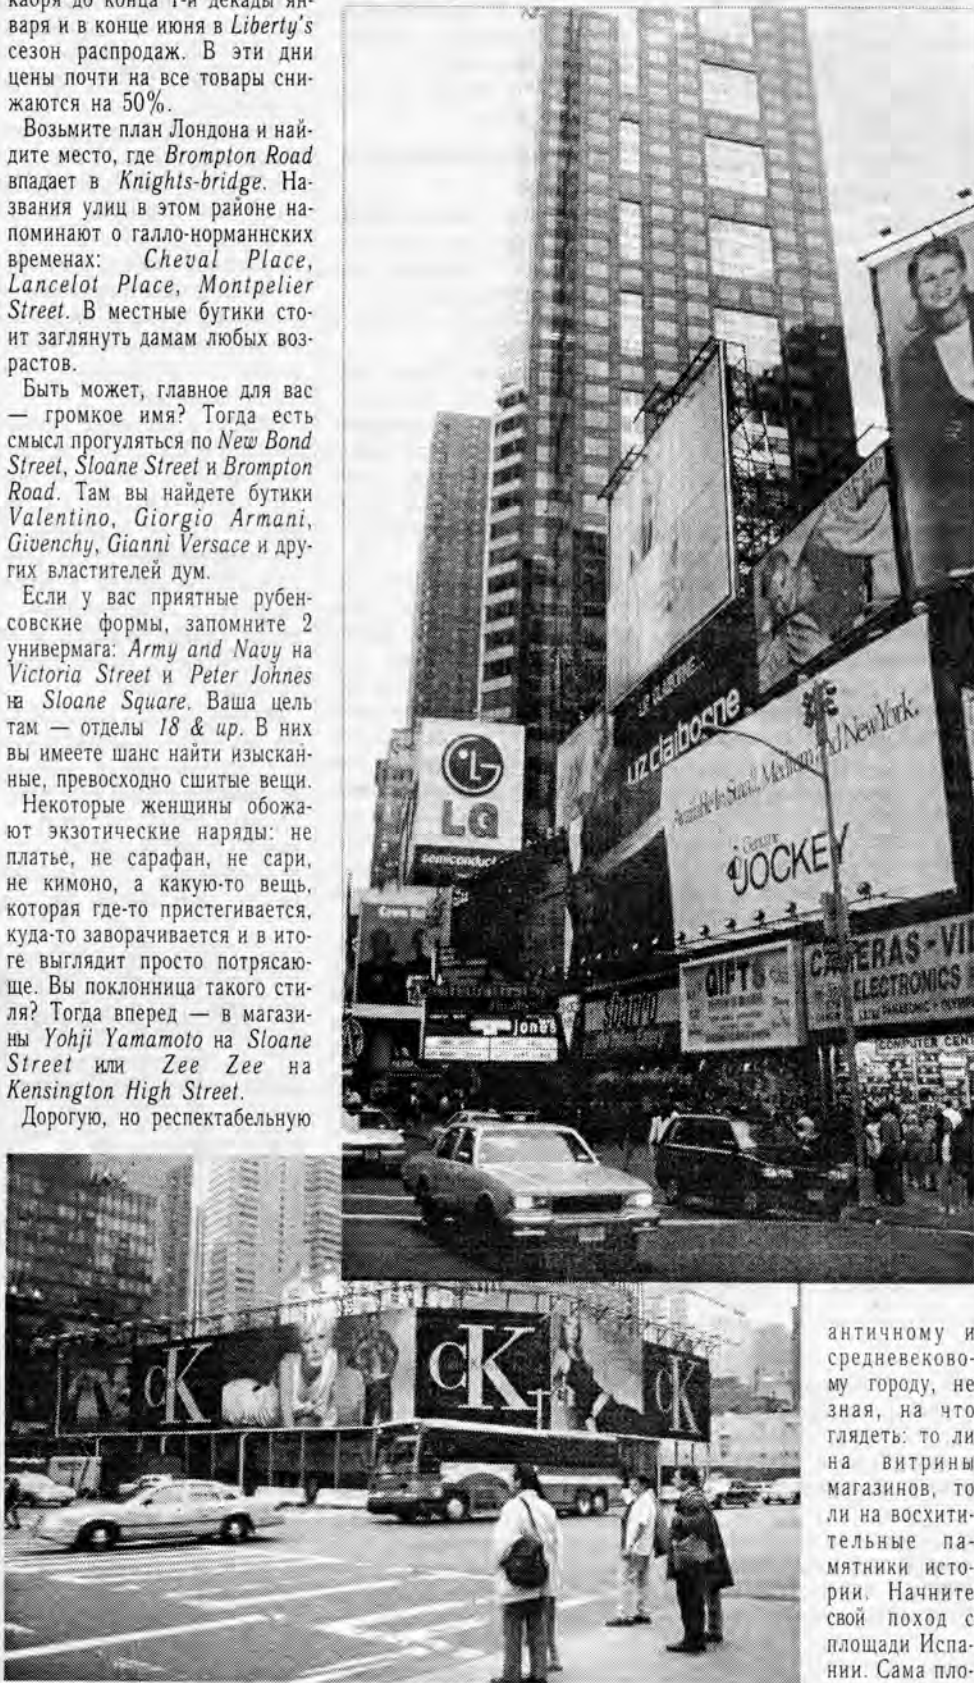 кабря до конца 1-й декады ян-
варя и в конце июня в Liberty's
сезон распродаж. В эти дни
цены почти на все товары сни-
жаются на 50%.
Возьмите план Лондона и най-
дите место, где Brompton Road
впадает в Knights-bridge. На-
звания улиц в этом районе на-
поминают о галло-норманнских
временах: Cheval Place,
Lancelot Place, Montpelier
Street. В местные бутики сто-
ит заглянуть дамам любых воз-
растов.
Быть может, главное для вас
— громкое имя? Тогда есть
смысл прогуляться по New Bond
Street, Sloane Street и Brompton
Road. Там вы найдете бутики
Valentino, Giorgio Armani,
Givenchy, Gianni Versace и дру-
гих властителей дум.
Если у вас приятные рубен-
совские формы, запомните 2
универмага: Army and Navy на
Victoria Street и Peter Johnes
на Sloane Square. Ваша цель
там — отделы 18 & up. В них
вы имеете шанс найти изыскан-
ные, превосходно сшитые вещи.
Некоторые женщины обожа-
ют экзотические наряды: не
платье, не сарафан, не сари,
не кимоно, а какую-то вещь,
которая где-то пристегивается,
куда-то заворачивается и в ито-
ге выглядит просто потрясаю-
ще. Вы поклонница такого сти-
ля? Тогда вперед — в магази-
ны Yohji Yamamoto на Sloane
Street или Zee Zee на
Kensington High Street.
Дорогую, но респектабельную
liz claiborne
LG
semiconduct
Available in Small, Medium and New York.
JOCKEY
GIFTS
CAMERAS - VI
ELECTRONICS
COMPUTER CENT
Jones
cK
cK
cK
античному и
средневеково-
му городу, не
зная, на что
глядеть: то ли
на витрины
магазинов, то
ли на восхити-
тельные па-
мятники исто-
рии. Начните
свой поход с
площади Испа-
нии. Сама пло-